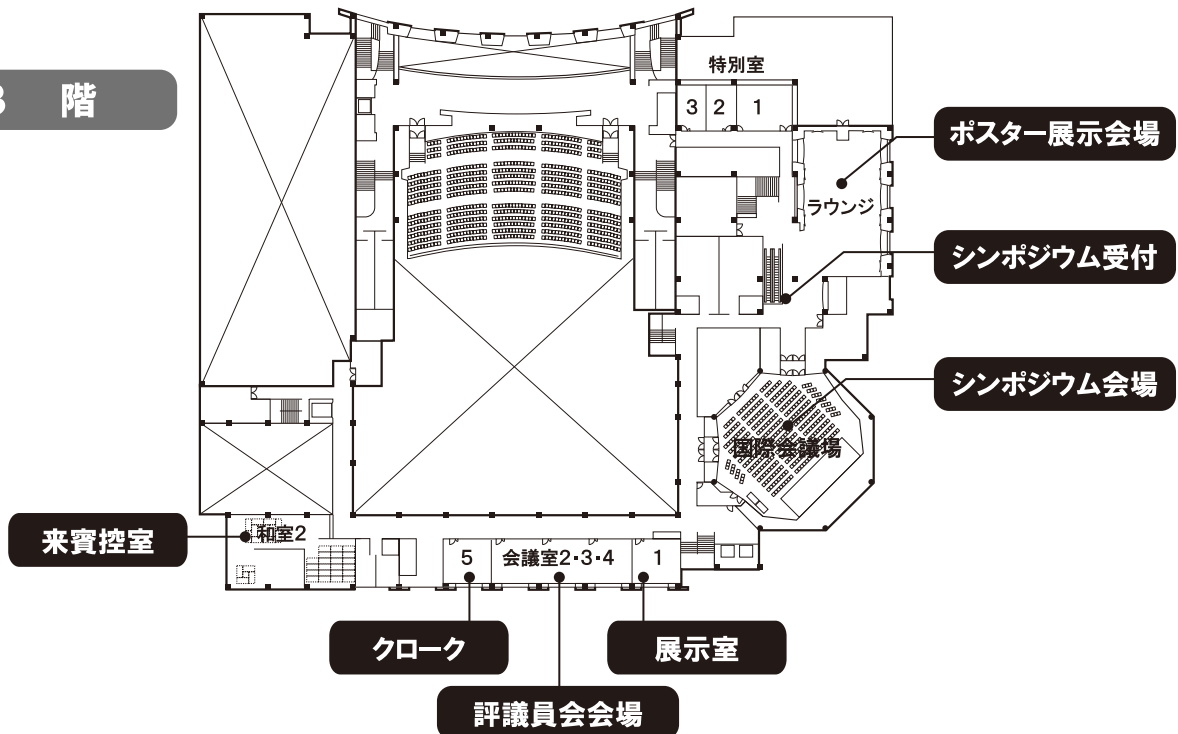 3 階
特別室
3 2 1
ポスター展示会場
ラウンジ
シンポジウム受付
シンポジウム会場
国際会議場
来賓控室
和室2
5 会議室2・3・4 1
クローク
展示室
評議員会会場